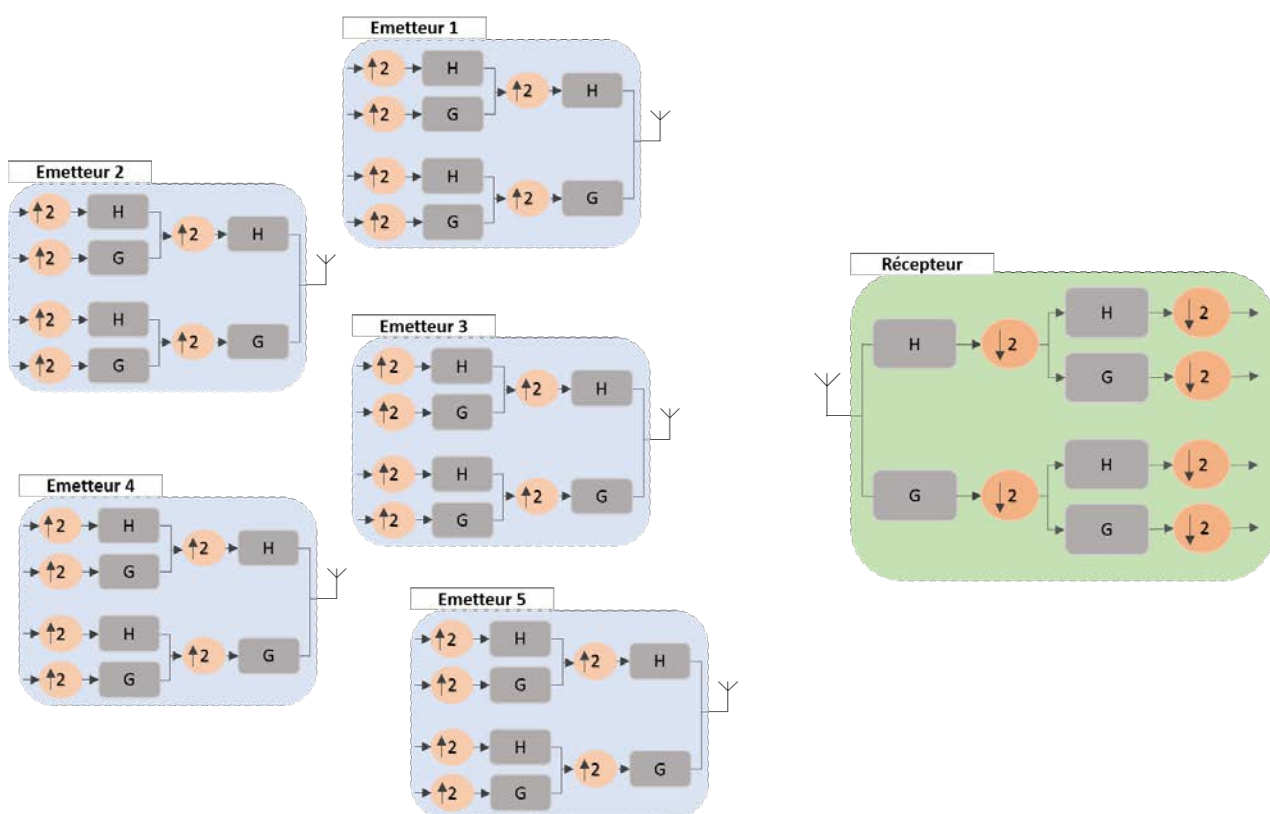 Emetteur 1
↑2 H
↑2 H
↑2 G
↑2 H
↑2 G
↑2 G
Emetteur 2
↑2 H
↑2 H
↑2 G
↑2 H
↑2 G
↑2 G
Emetteur 3
↑2 H
↑2 H
↑2 G
↑2 H
↑2 G
↑2 G
Emetteur 4
↑2 H
↑2 H
↑2 G
↑2 H
↑2 G
↑2 G
Emetteur 5
↑2 H
↑2 H
↑2 G
↑2 H
↑2 G
↑2 G
Récepteur
H ↓2
H ↓2
G ↓2
G ↓2
H ↓2
G ↓2